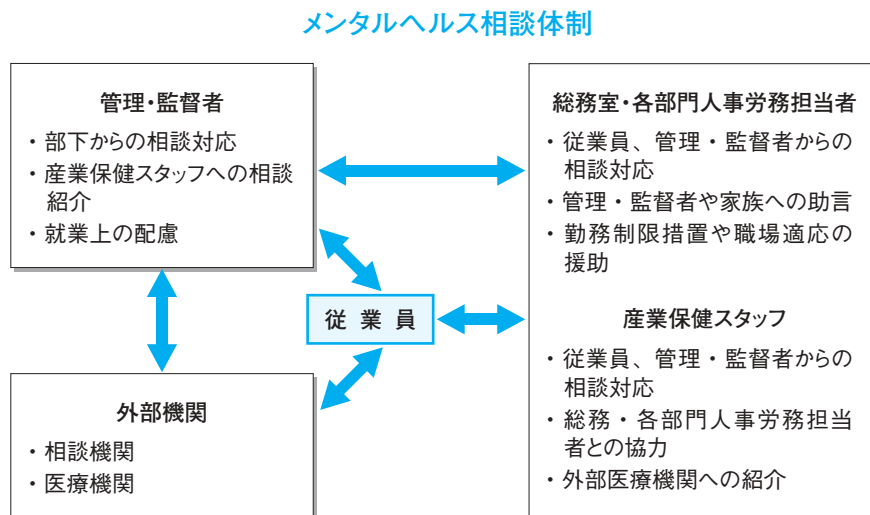 メンタルヘルス相談体制
管理・監督者
・部下からの相談対応
・産業保健スタッフへの相談
紹介
・就業上の配慮
総務室・各部門人事労務担当者
・従業員、管理・監督者からの
相談対応
・管理・監督者や家族への助言
・勤務制限措置や職場適応の
援助
従業員
産業保健スタッフ
・従業員、管理・監督者からの
相談対応
・総務・各部門人事労務担当
者との協力
・外部医療機関への紹介
外部機関
・相談機関
・医療機関